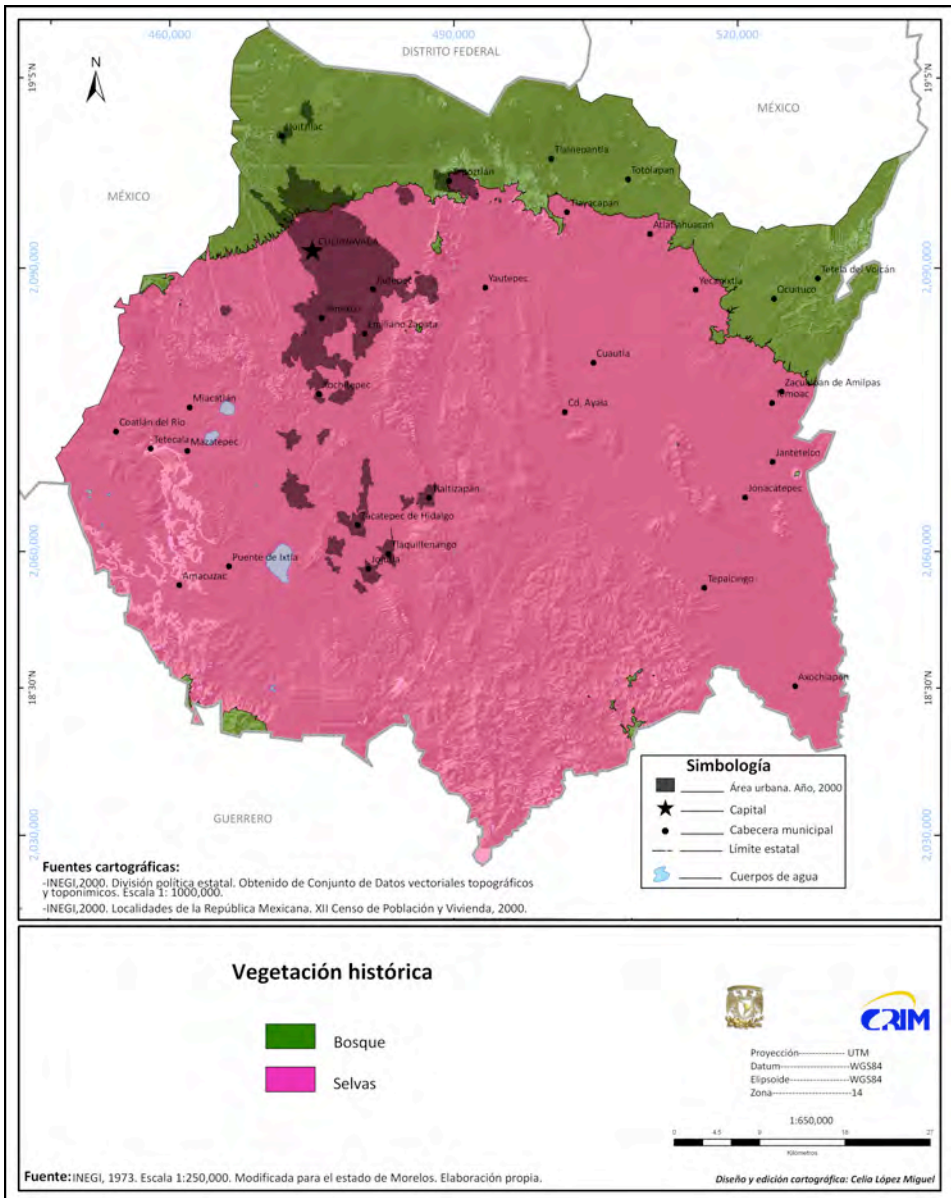 460,000
490,000
520,000
DISTRITO FEDERAL
N
19°5'N
19°5'N
MÉXICO
Huitzilac
Tlalnepantla
Totolapan
Tepoztlán
MÉXICO
Tlayacapan
Atlatlahuacan
CUERNAVACA
2,090,000
2,090,000
Tetela del Volcán
Jiutepec
Yautepec
Yecapixtla
Ocuituco
Temixco
Emiliano Zapata
Cuautla
Xochitepec
Zacualpan de Amilpas
Temoac
Miacatlán
Cd. Ayala
Coatlán del Río
Tetecala
Mazatepec
Jantetelco
Tlaltizapán
Jonacatepec
Zacatepec de Hidalgo
Tlaquiltenango
2,060,000
2,060,000
Puente de Ixtla
Jojutla
Amacuzac
Tepalcingo
18°30'N
18°30'N
Axochiapan
GUERRERO
2,030,000
2,030,000
Simbología
Área urbana. Año, 2000
Capital
Cabecera municipal
Límite estatal
Cuerpos de agua
Fuentes cartográficas:
-INEGI,2000. División política estatal. Obtenido de Conjunto de Datos vectoriales topográficos
y toponímicos. Escala 1: 1000,000.
-INEGI,2000. Localidades de la República Mexicana. XII Censo de Población y Vivienda, 2000.
Vegetación histórica
Bosque
Selvas
CRIM
Proyección------------ UTM
Datum----------------WGS84
Elipsoide--------------WGS84
Zona-------------------14
1:650,000
0 4.5 9 18 27
Kilómetros
Fuente: INEGI, 1973. Escala 1:250,000. Modificada para el estado de Morelos. Elaboración propia.
Diseño y edición cartográfica: Celia López Miguel